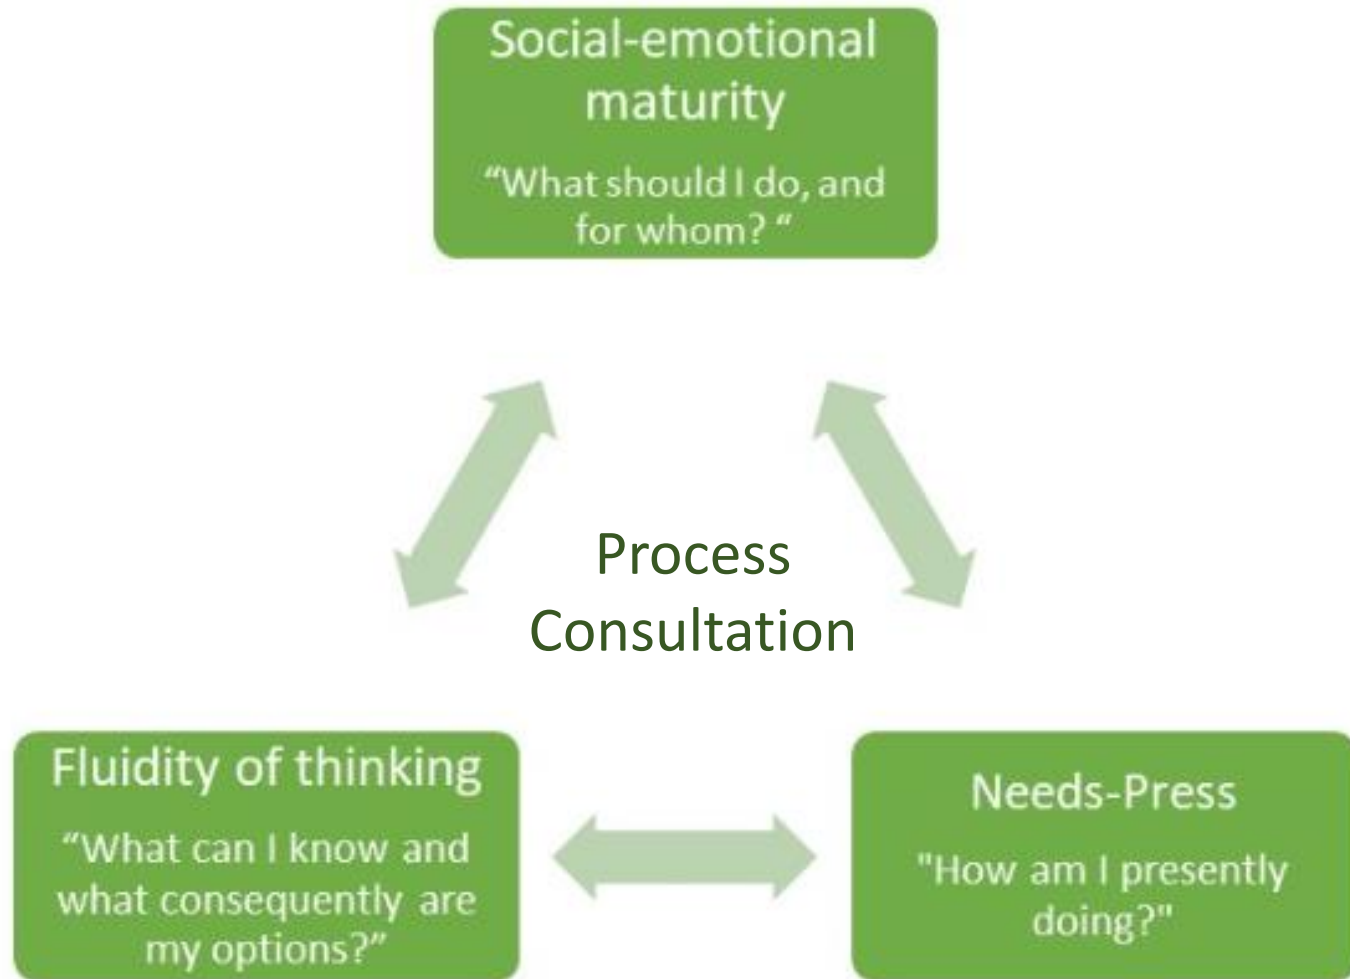 Social-emotional
maturity
“What should I do, and
for whom? “
Process
Consultation
Fluidity of thinking
“What can I know and
what consequently are
my options?”
Needs-Press
"How am I presently
doing?"